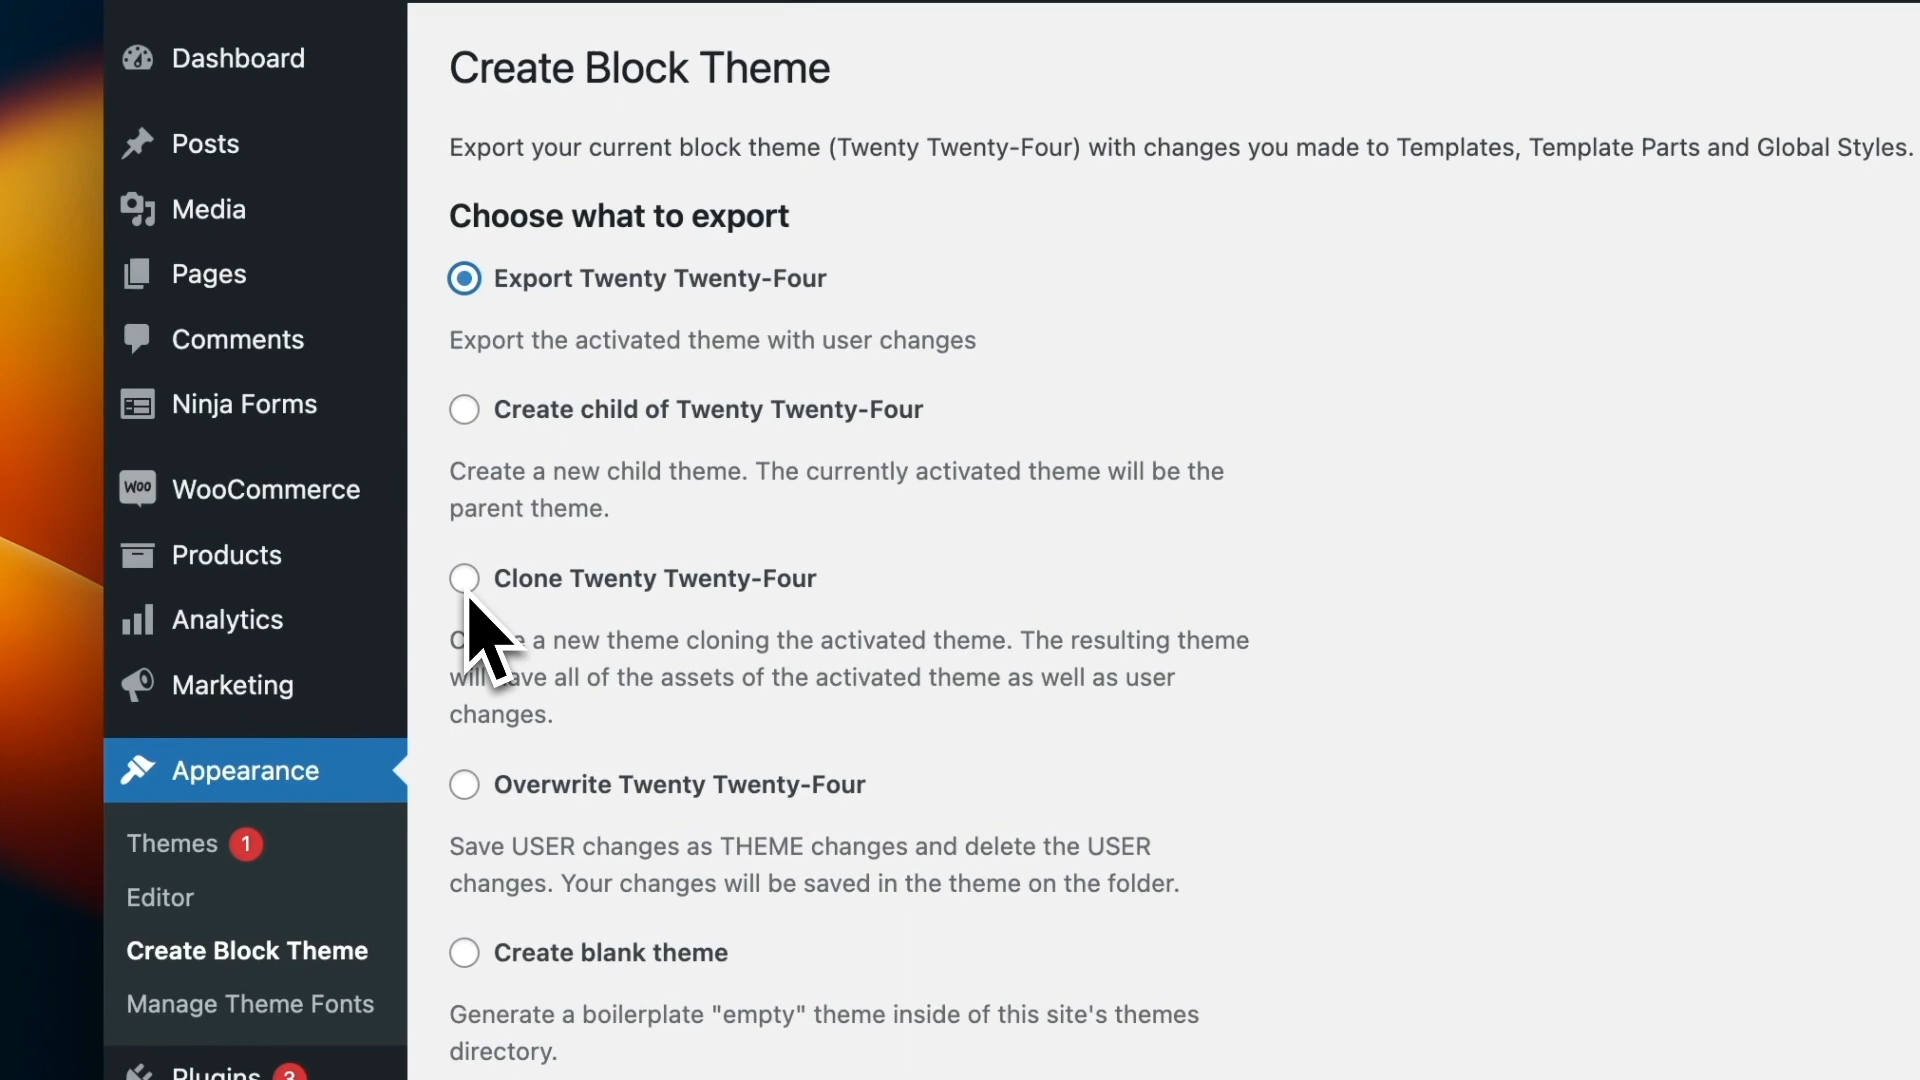 Dashboard
Posts
Media
Pages
Comments
Ninja Forms
Woo WooCommerce
Products
Analytics
Marketing
Appearance
Themes 1
Editor
Create Block Theme
Manage Theme Fonts
Plugins 3
Create Block Theme
Export your current block theme (Twenty Twenty-Four) with changes you made to Templates, Template Parts and Global Styles.
Choose what to export
Export Twenty Twenty-Four
Export the activated theme with user changes
Create child of Twenty Twenty-Four
Create a new child theme. The currently activated theme will be the
parent theme.
Clone Twenty Twenty-Four
a new theme cloning the activated theme. The resulting theme
will have all of the assets of the activated theme as well as user
changes.
Overwrite Twenty Twenty-Four
Save USER changes as THEME changes and delete the USER
changes. Your changes will be saved in the theme on the folder.
Create blank theme
Generate a boilerplate "empty" theme inside of this site's themes
directory.